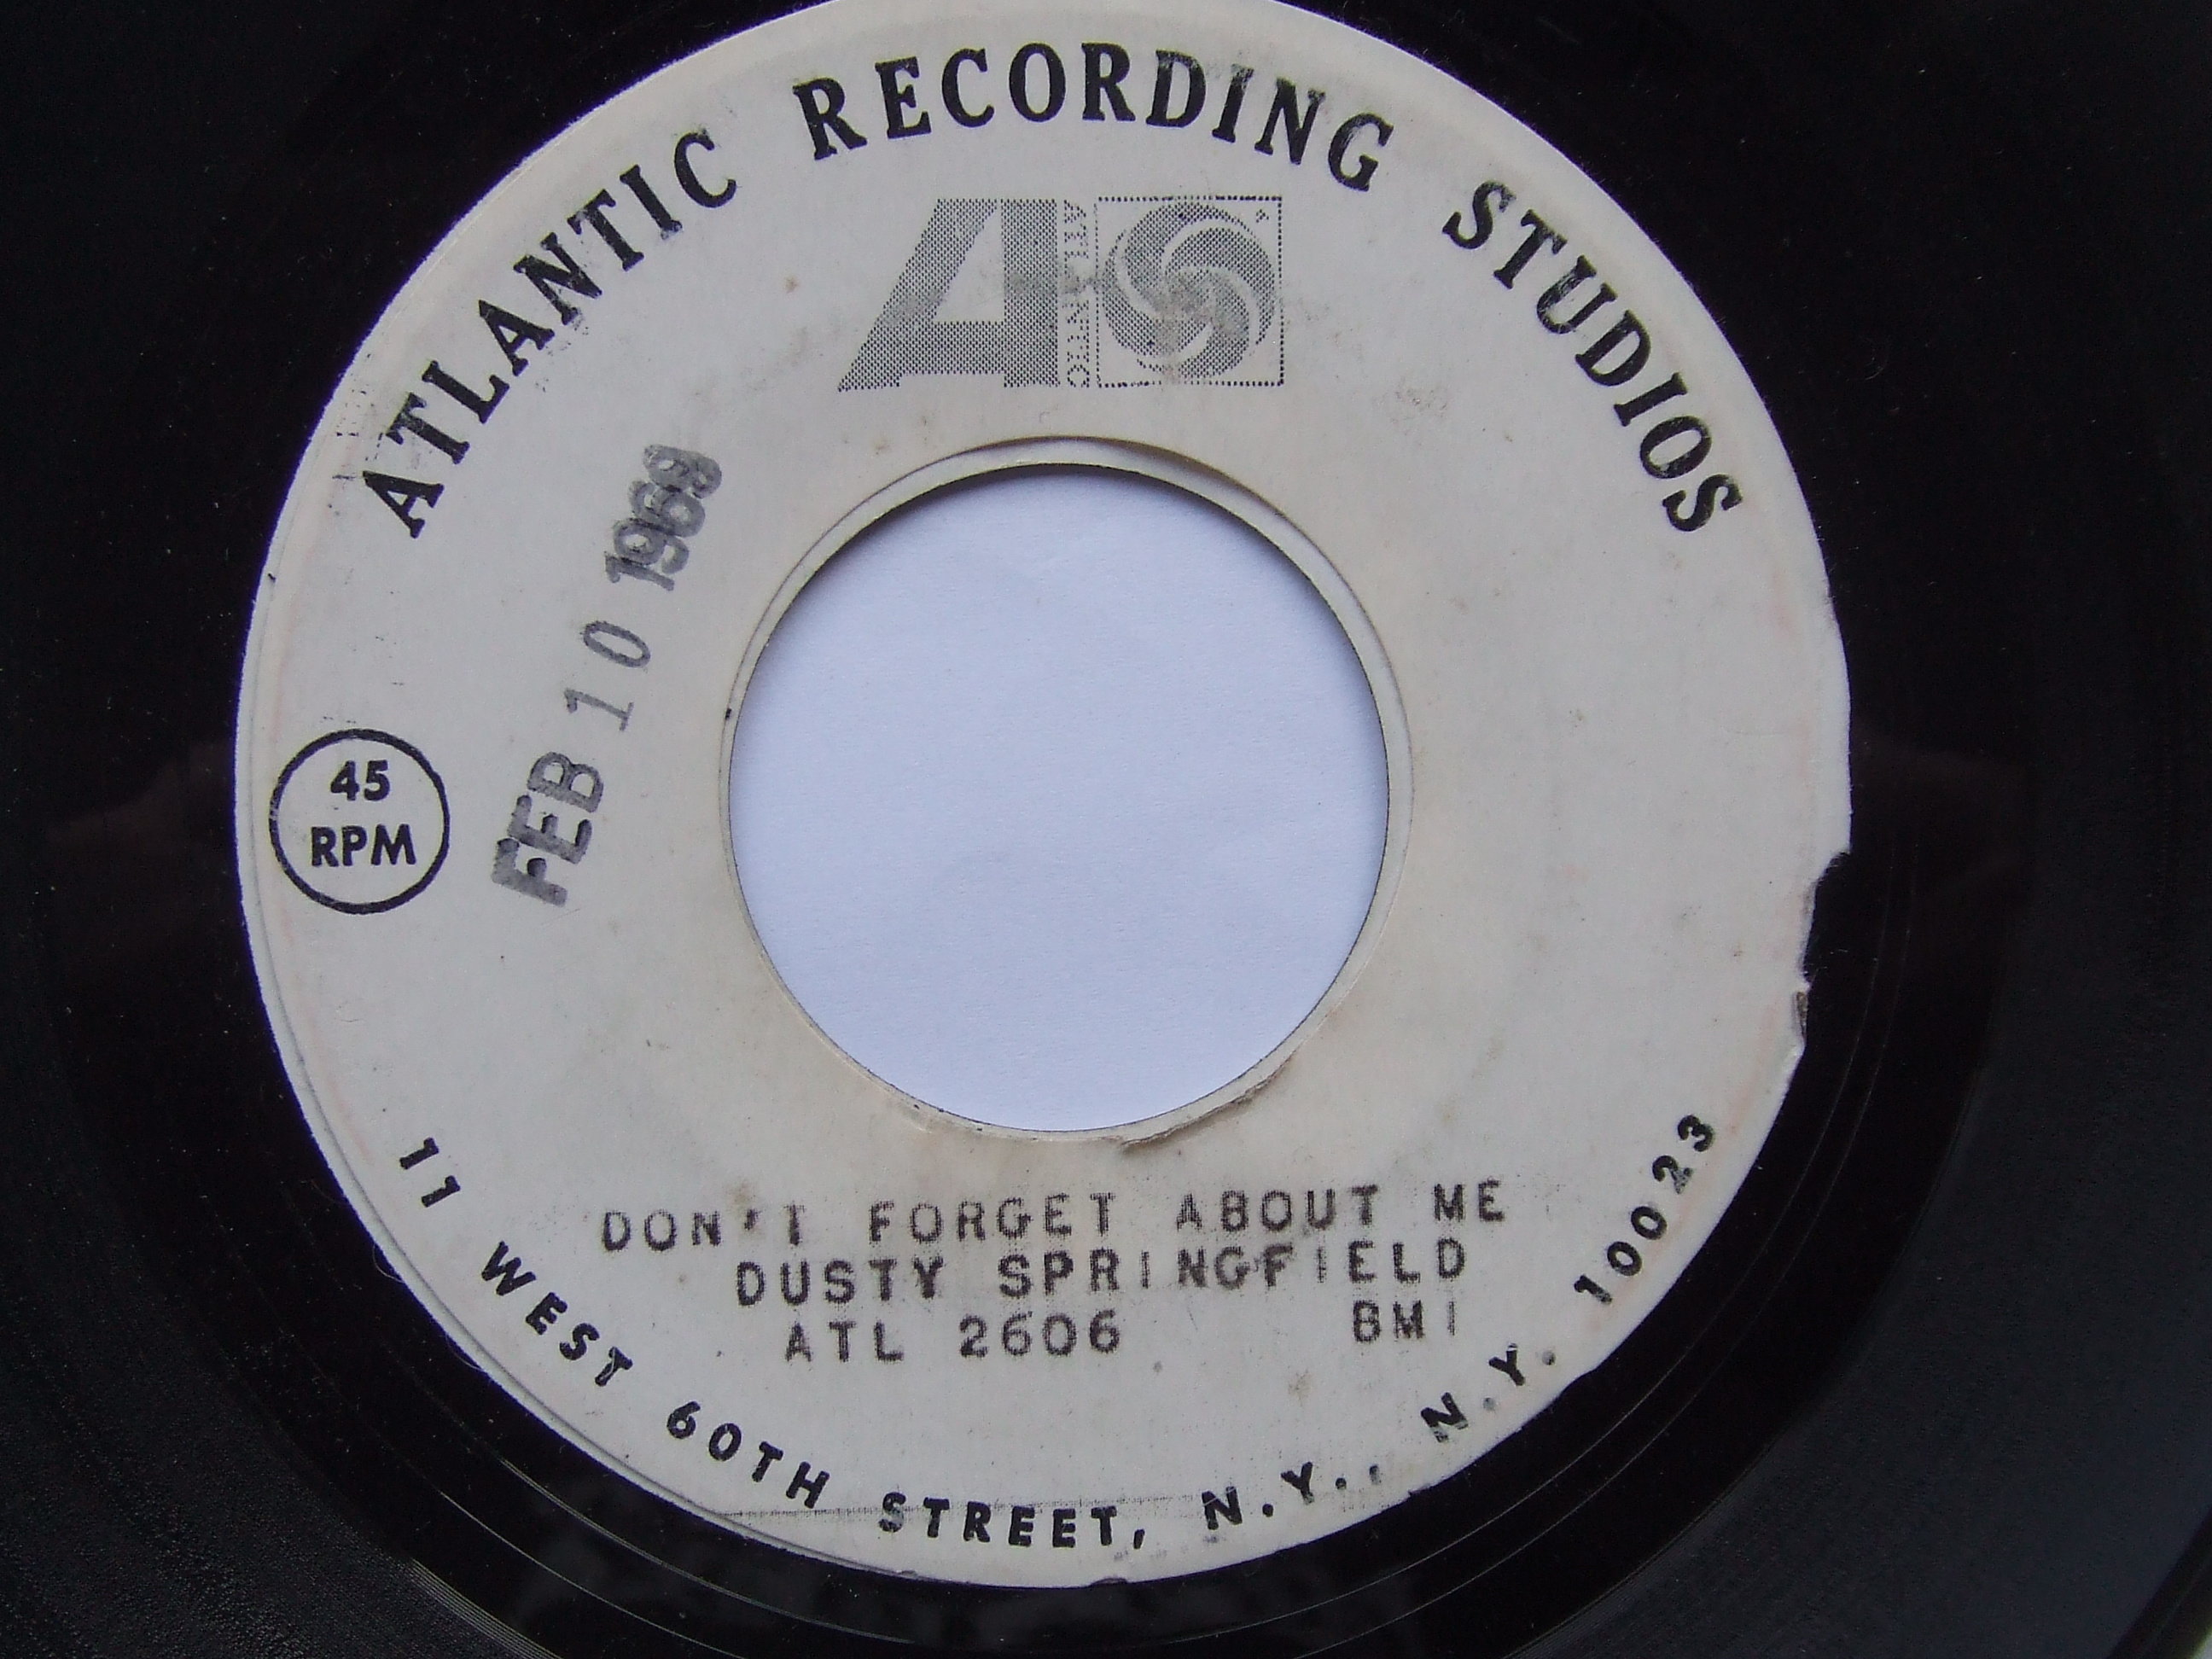 ATLANTIC RECORDING STUDIOS
ATLANTIC
FEB 10 1969
45
RPM
DON'T FORGET ABOUT ME
DUSTY SPRINGFIELD
ATL 2606 BMI
11 WEST 60TH STREET, N.Y., N.Y. 10023